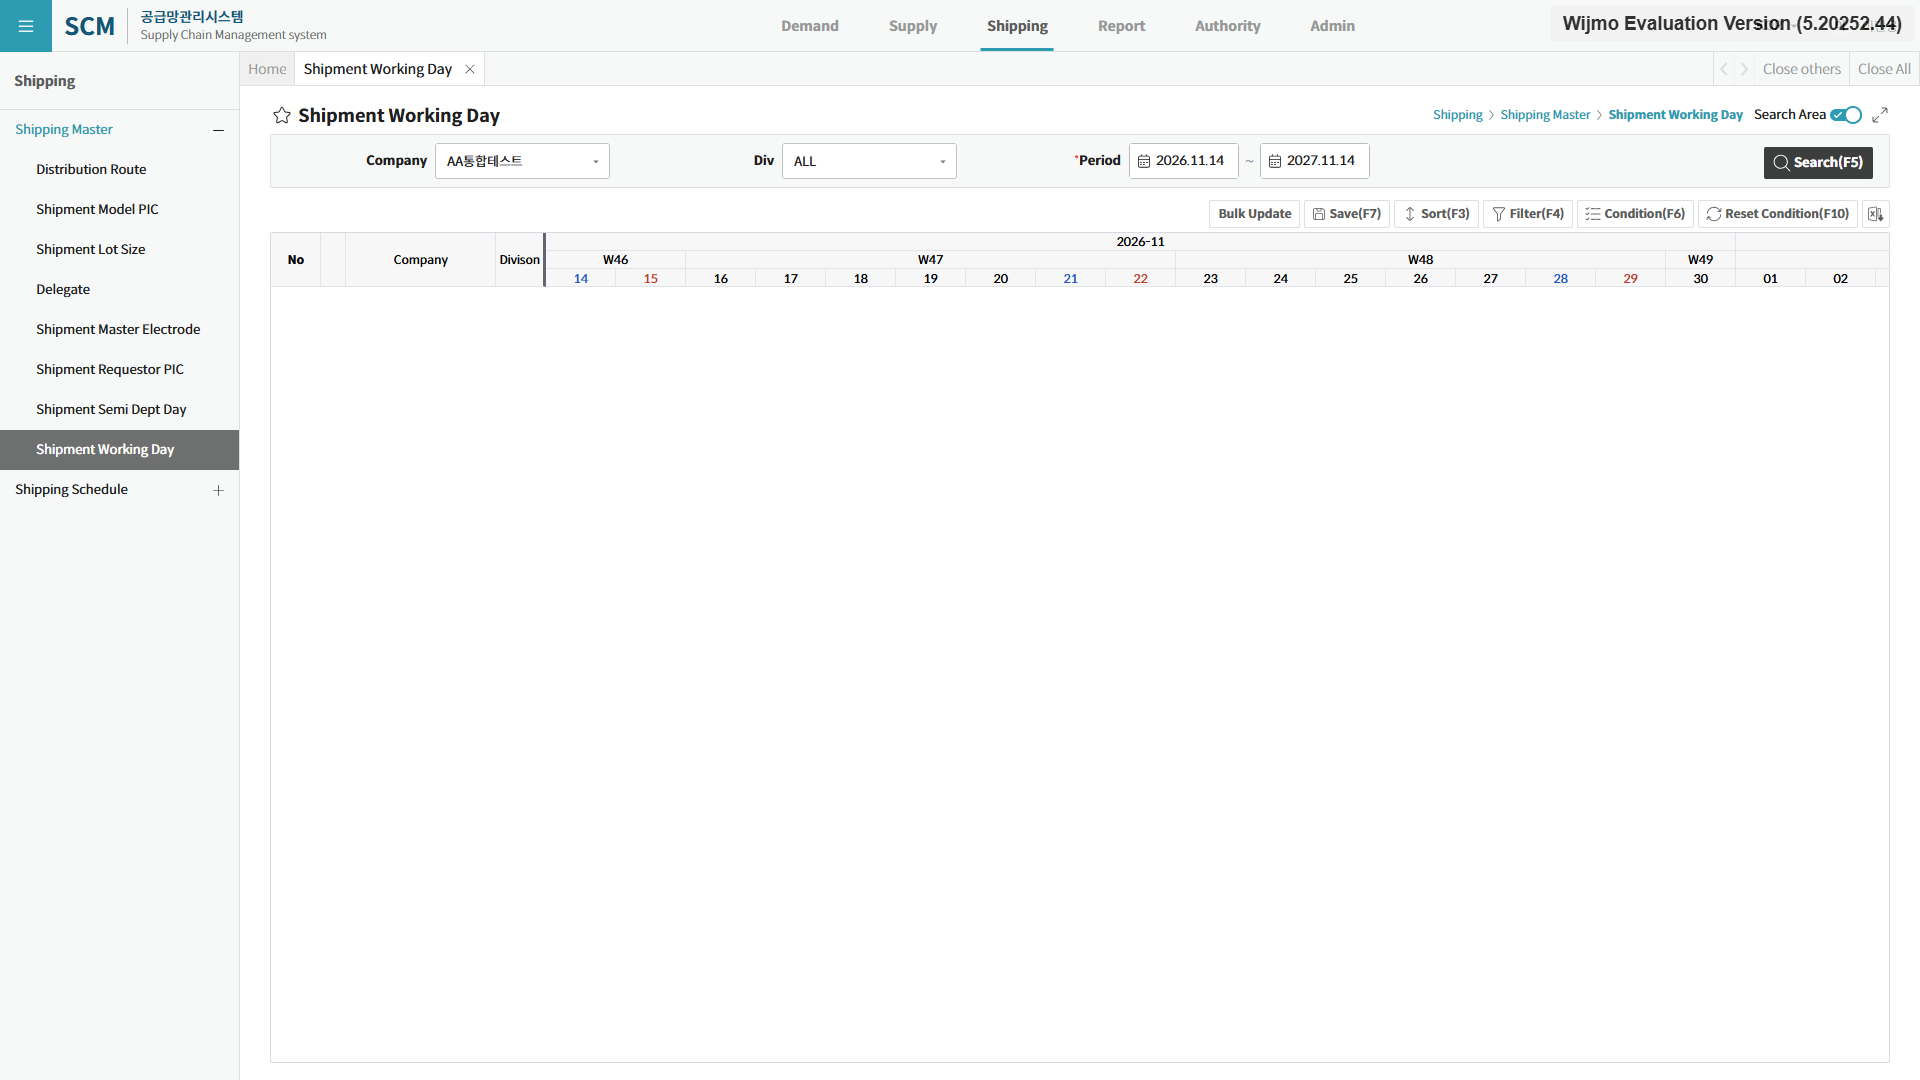 SCM
공급망관리시스템
Supply Chain Management system
Demand
Supply
Shipping
Report
Authority
Admin
Wijmo Evaluation Version (5.20252.44)
Shipping
Home
Shipment Working Day
Close others
Close All
Shipping Master
Distribution Route
Shipment Model PIC
Shipment Lot Size
Delegate
Shipment Master Electrode
Shipment Requestor PIC
Shipment Semi Dept Day
Shipment Working Day
Shipping Schedule
Shipment Working Day
Shipping > Shipping Master > Shipment Working Day
Search Area
Company AA통합테스트 Div ALL *Period 2026.11.14 ~ 2027.11.14 Search(F5)
Bulk Update Save(F7) Sort(F3) Filter(F4) Condition(F6) Reset Condition(F10)
No Company Divison
2026-11
W46 W47 W48 W49
14 15 16 17 18 19 20 21 22 23 24 25 26 27 28 29 30 01 02